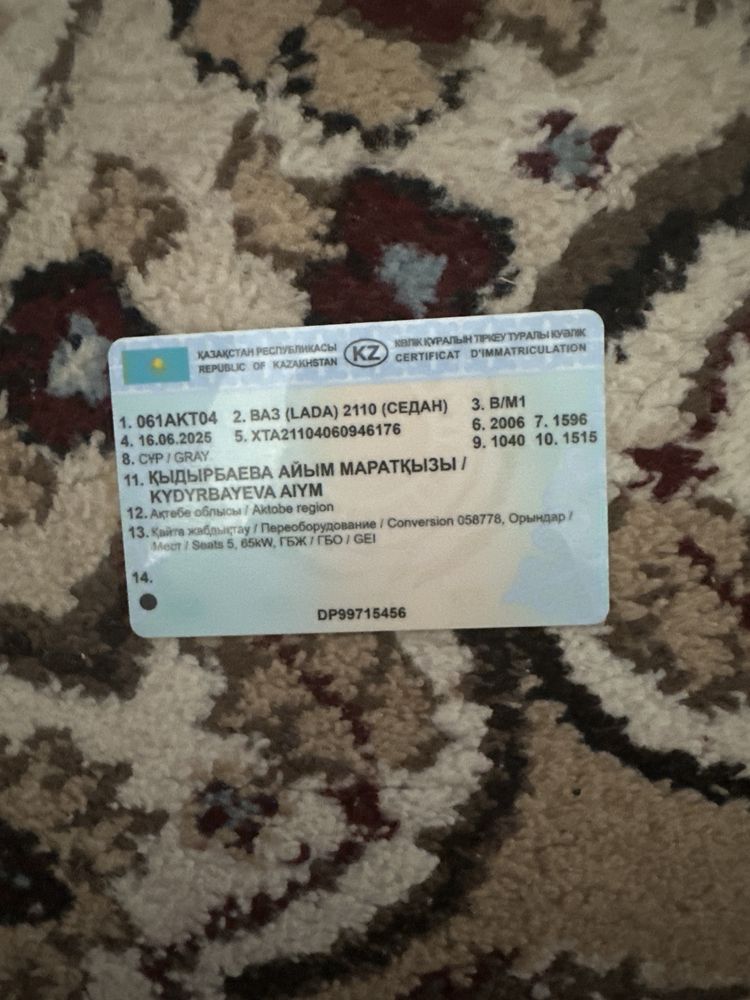 ҚАЗАҚСТАН РЕСПУБЛИКАСЫ
REPUBLIC OF KAZAKHSTAN
KZ
КӨЛІК ҚҰРАЛЫН ТІРКЕУ ТУРАЛЫ КУӘЛІК
CERTIFICAT D'IMMATRICULATION
1. 061AKT04 2. ВАЗ (LADA) 2110 (СЕДАН) 3. B/M1
4. 16.06.2025 5. XTA21104060946176 6. 2006 7. 1596
8. СҰР / GRAY 9. 1040 10. 1515
11. ҚЫДЫРБАЕВА АЙЫМ МАРАТҚЫЗЫ /
KYDYRBAYEVA AIYM
12. Ақтөбе облысы / Aktobe region
13. Қайта жабдықтау / Переоборудование / Conversion 058778, Орындар /
Мест / Seats 5, 65kW, ГБЖ / ГБО / GEI
14.
DP99715456